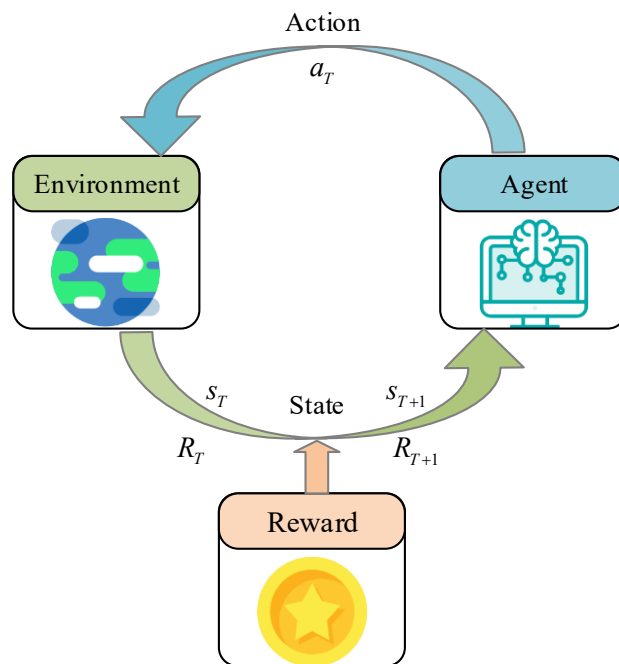 Action
a_T
Environment
Agent
s_T
State
s_{T+1}
R_T
R_{T+1}
Reward